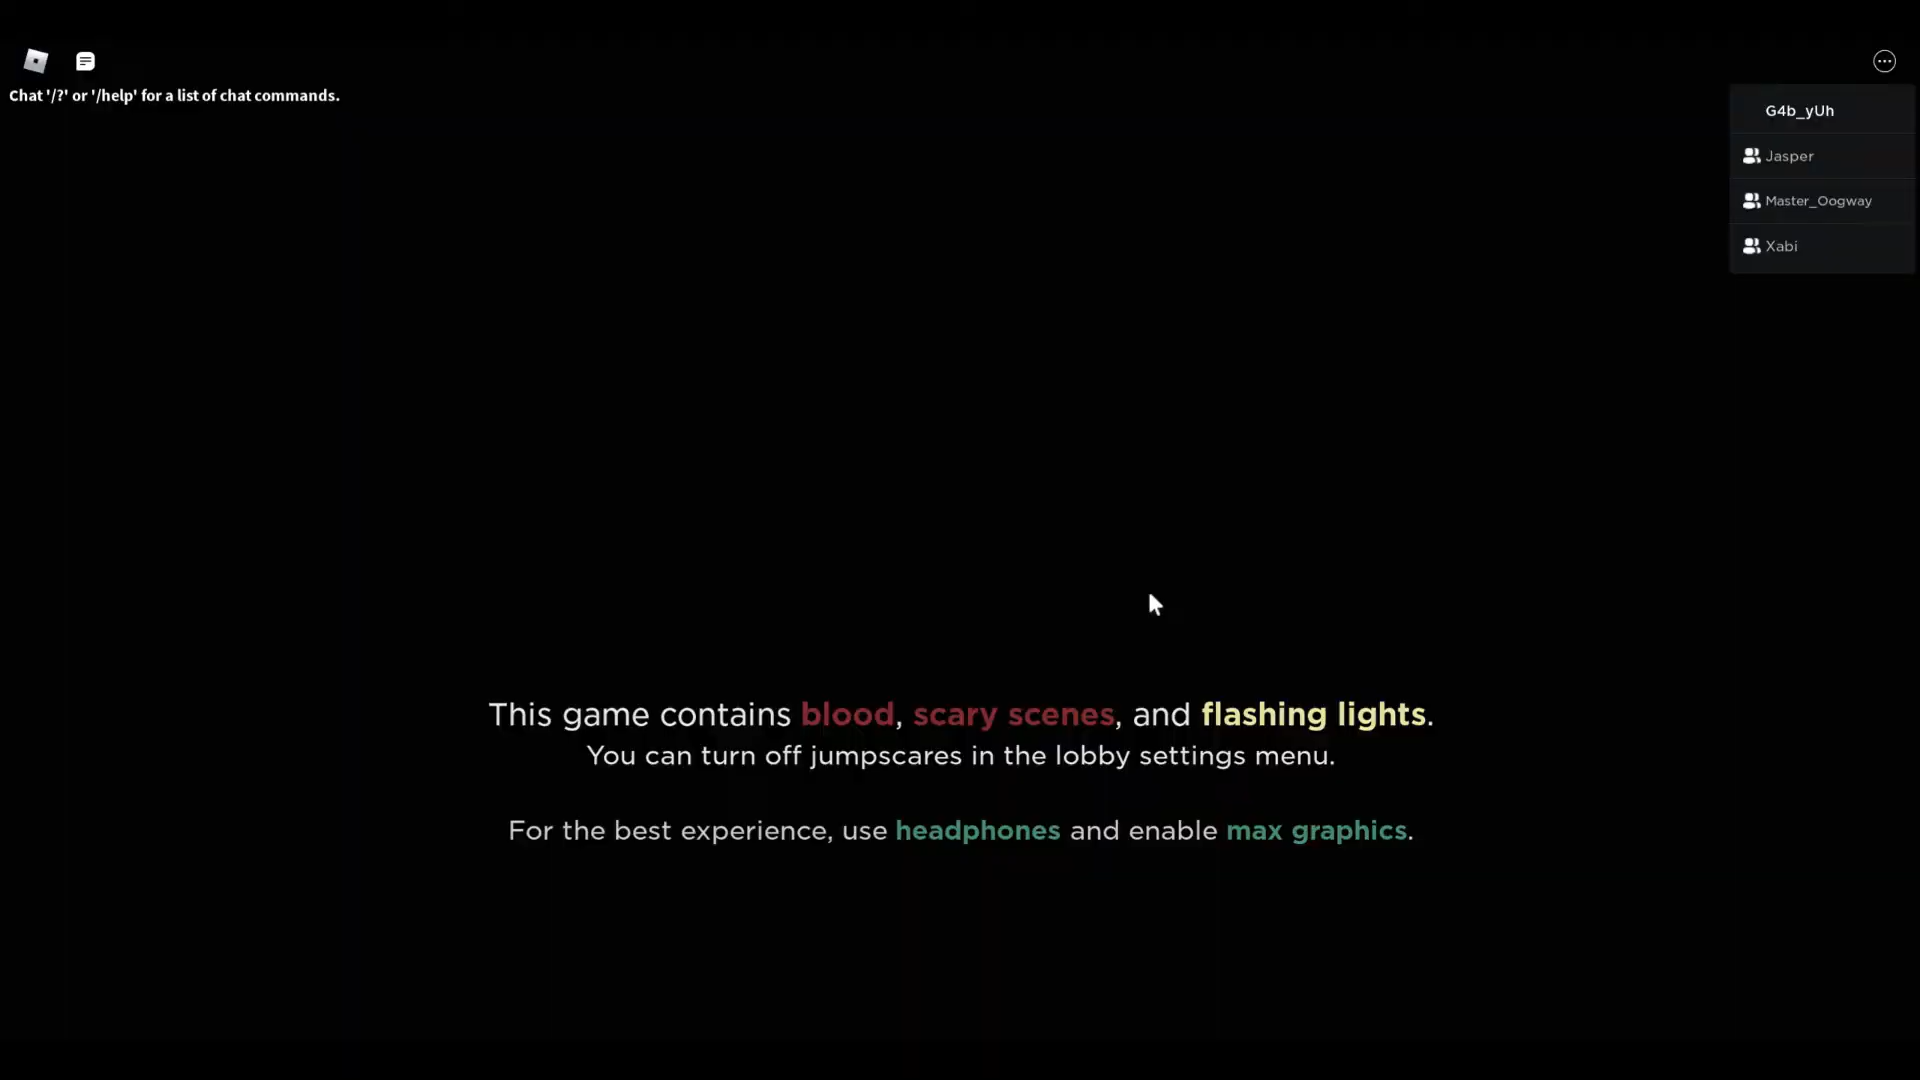 Chat '/?' or '/help' for a list of chat commands.
G4b_yUh
Jasper
Master_Oogway
Xabi
This game contains blood, scary scenes, and flashing lights.
You can turn off jumpscares in the lobby settings menu.
For the best experience, use headphones and enable max graphics.